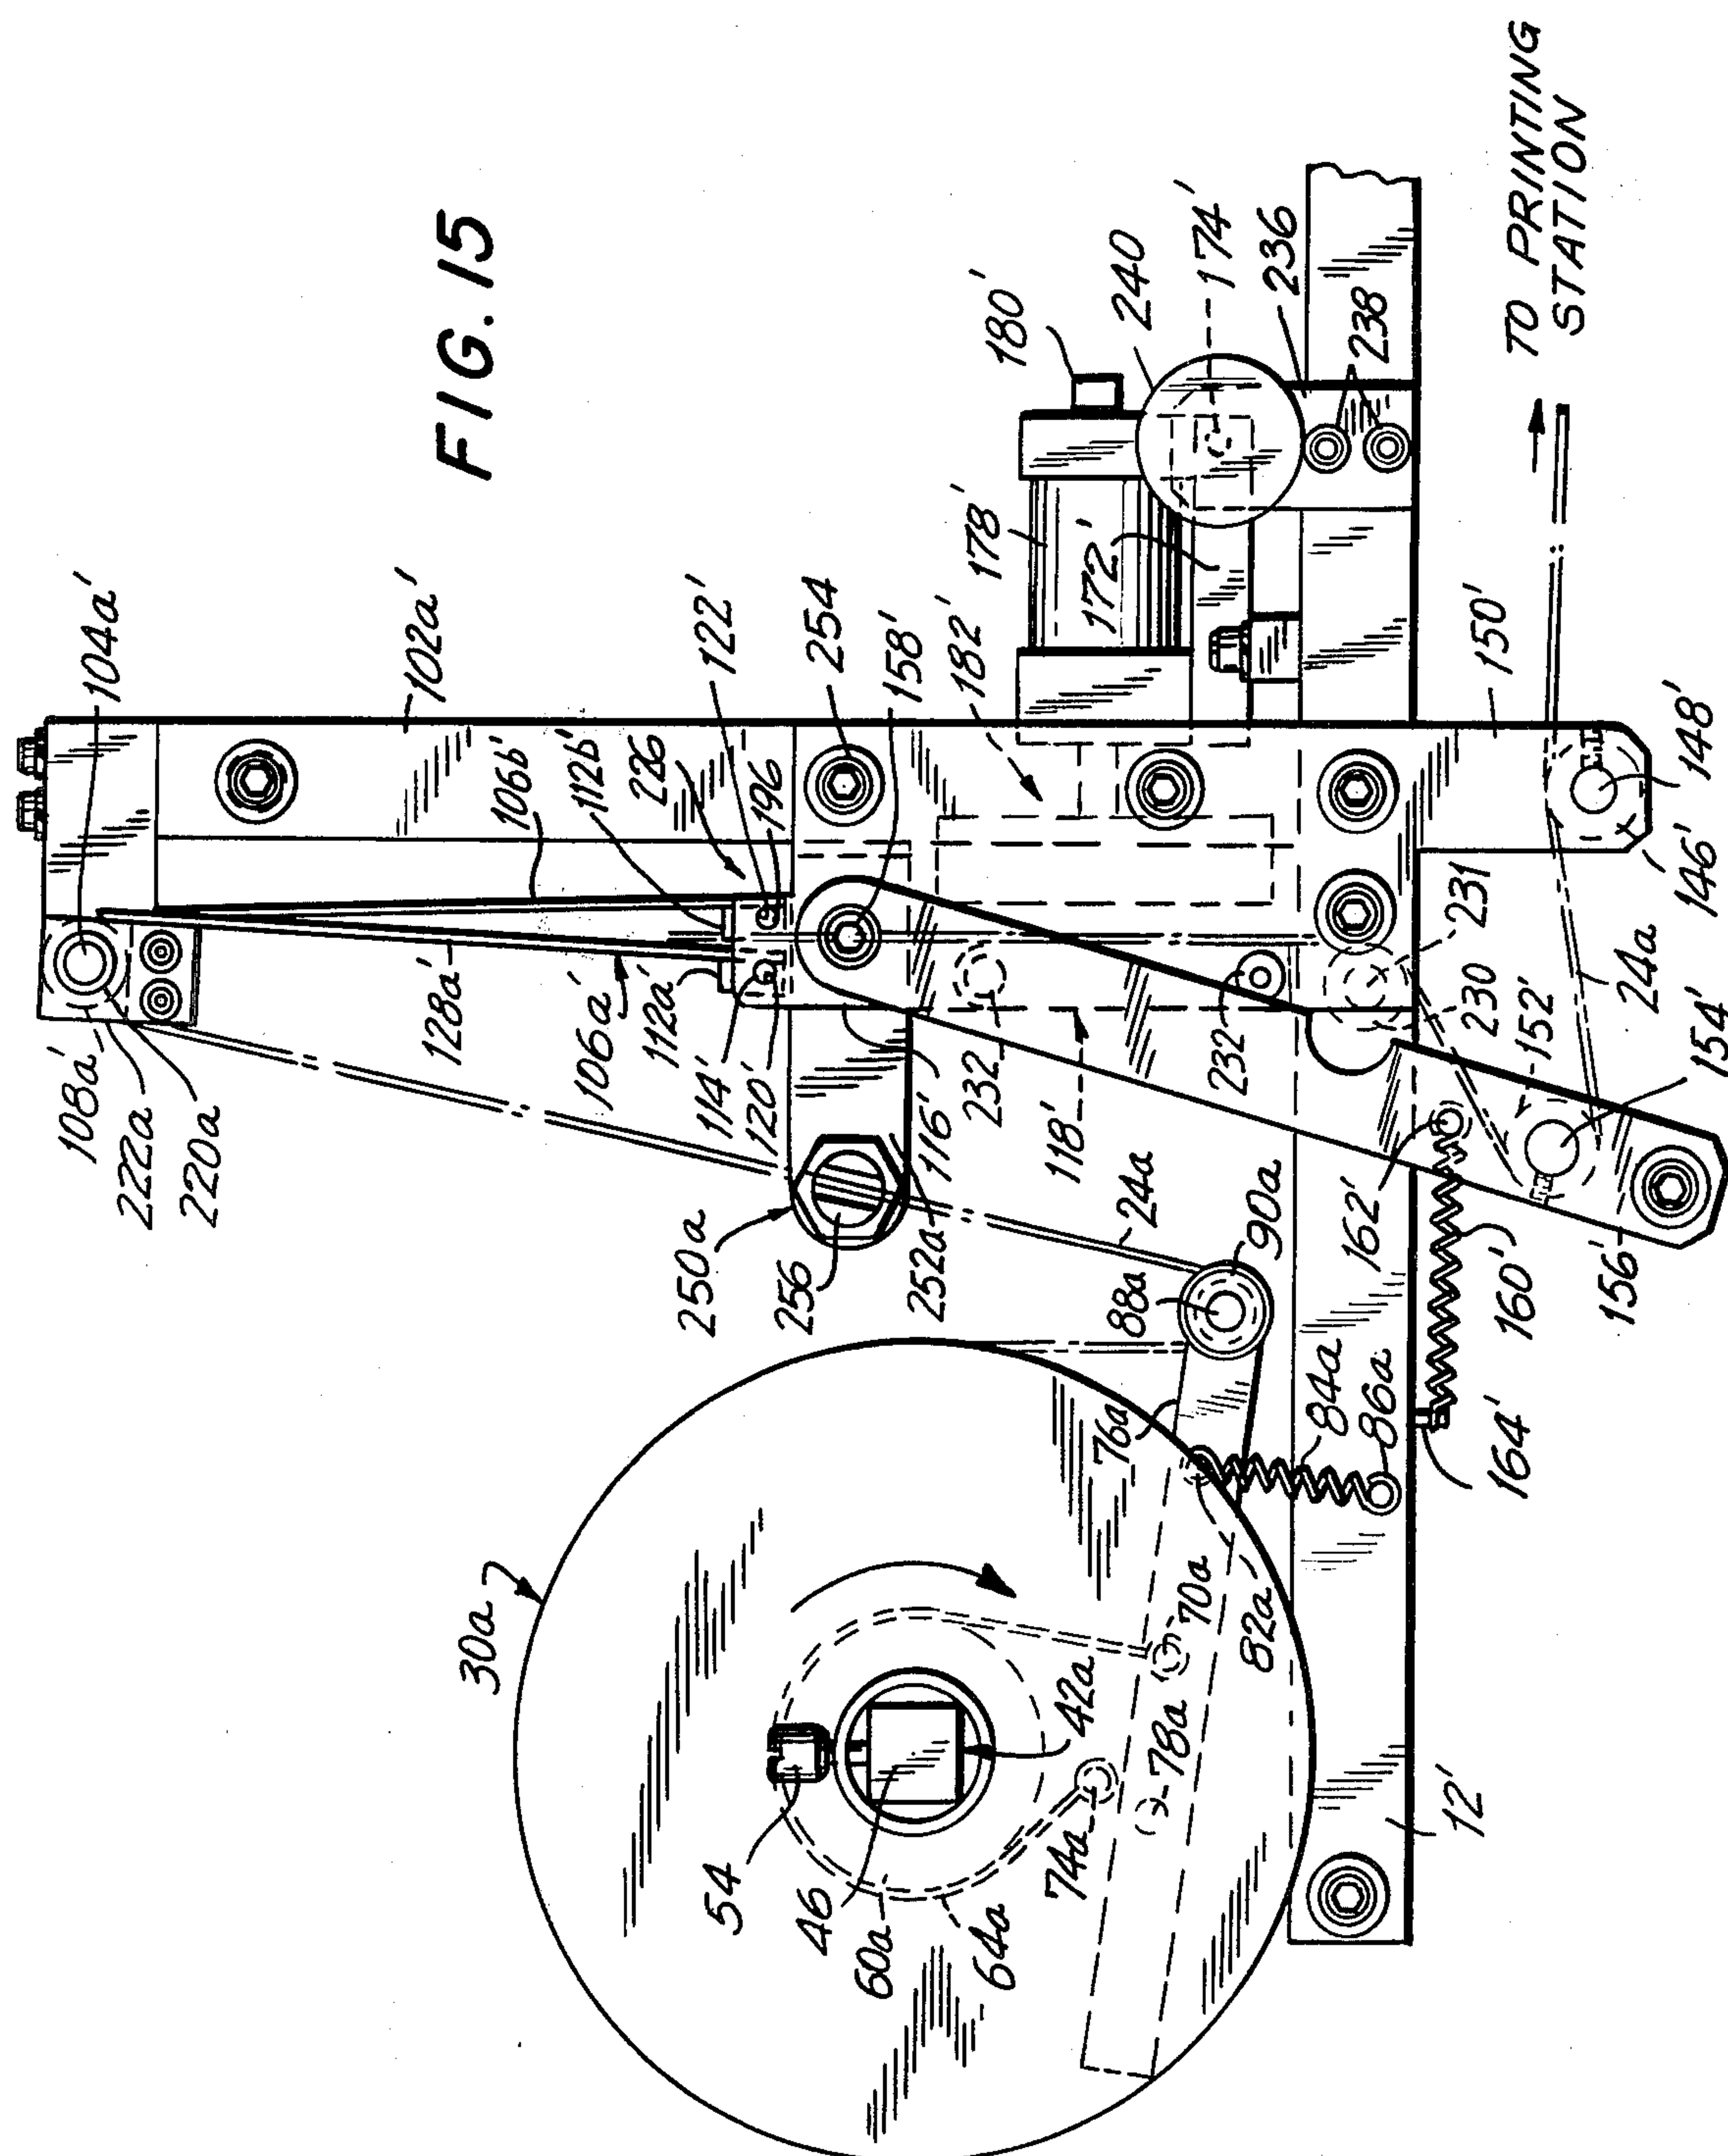 FIG. 15
104a'
102a'
108a'
222a
220a
128a'
106a'
106b'
112b'
226
122'
196
254
158'
182'
178'
172'
180'
240
174'
236
238
TO PRINTING
STATION
112a'
114'
120'
116'
232
118'
232
230
231
150'
148'
146'
24a
152'
154'
156'
160'
162'
164'
250a
256
252a
24a
90a
88a
76a
84a
86a
70a
82a
78a
74a
42a
30a
54
46
60a
64a
12'